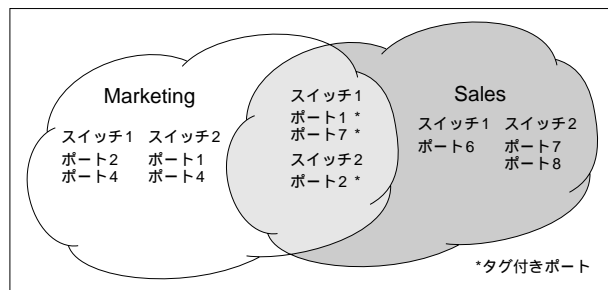 Marketing
スイッチ1 スイッチ2
ポート2 ポート1
ポート4 ポート4
スイッチ1
ポート1 *
ポート7 *
スイッチ2
ポート2 *
Sales
スイッチ1 スイッチ2
ポート6 ポート7
ポート8
*タグ付きポート